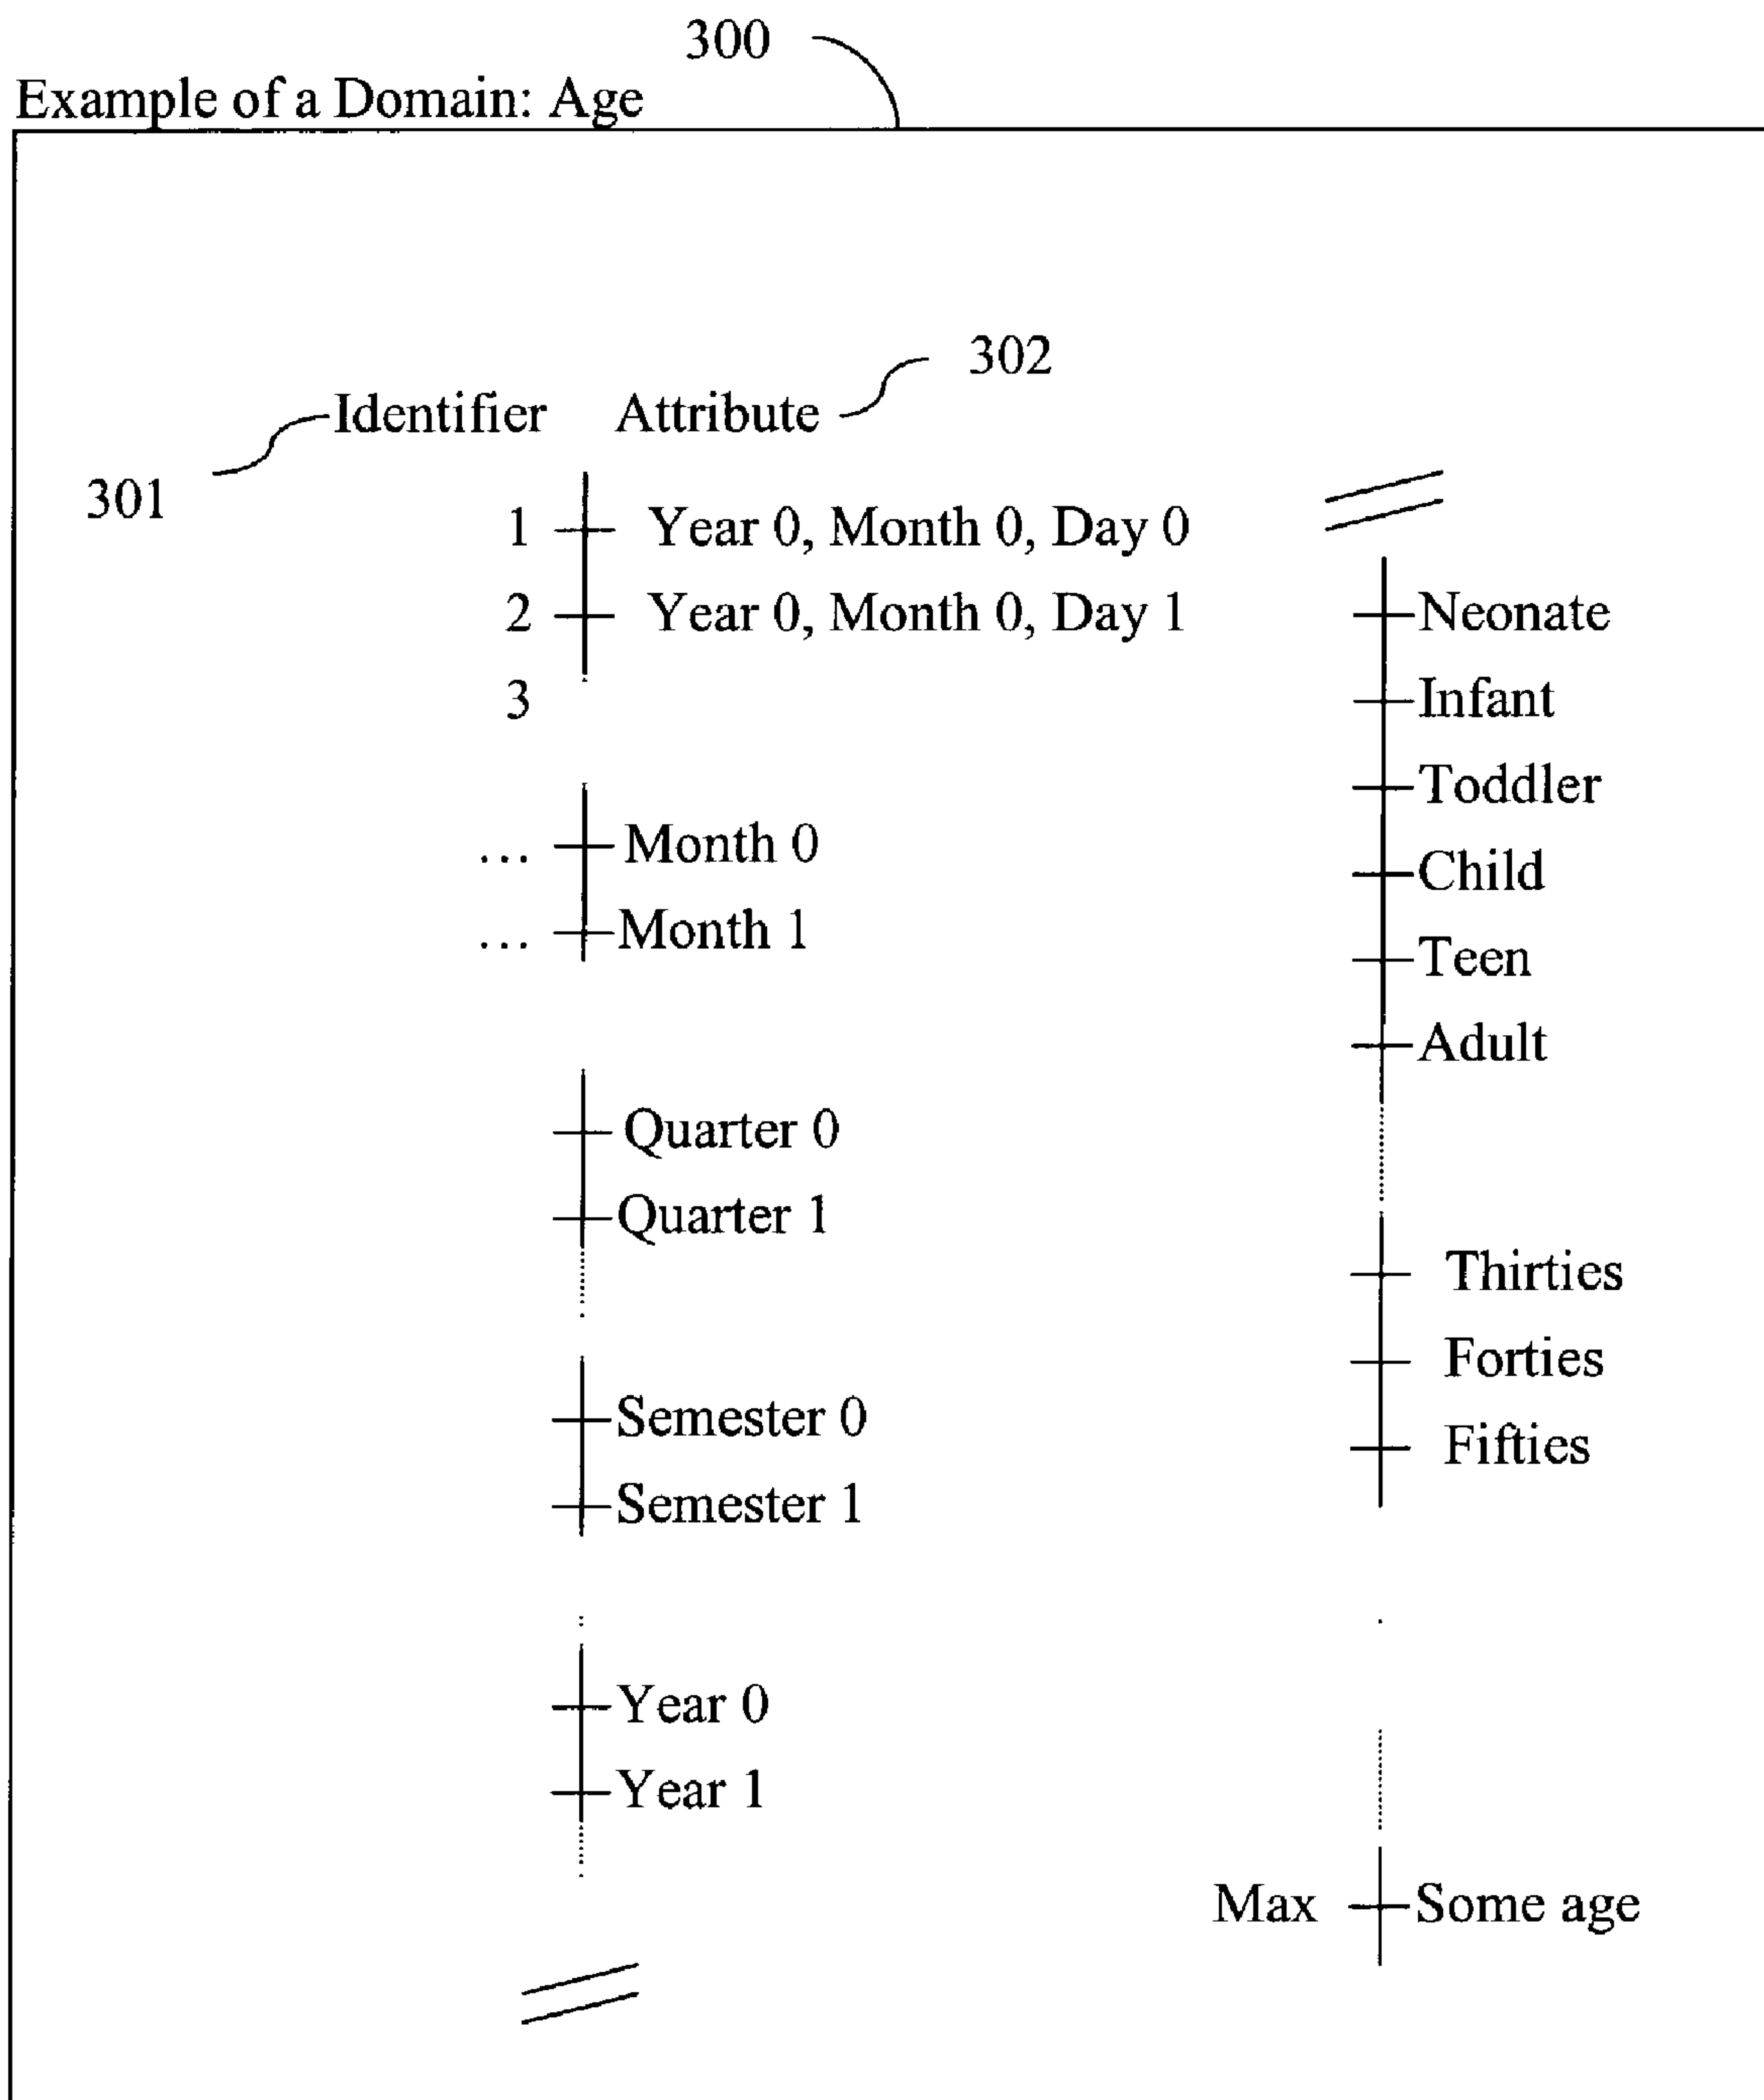 300
Example of a Domain: Age
302
Identifier Attribute
301
1 Year 0, Month 0, Day 0
2 Year 0, Month 0, Day 1
3
... Month 0
... Month 1
Quarter 0
Quarter 1
Semester 0
Semester 1
Year 0
Year 1
Neonate
Infant
Toddler
Child
Teen
Adult
Thirties
Forties
Fifties
Max Some age